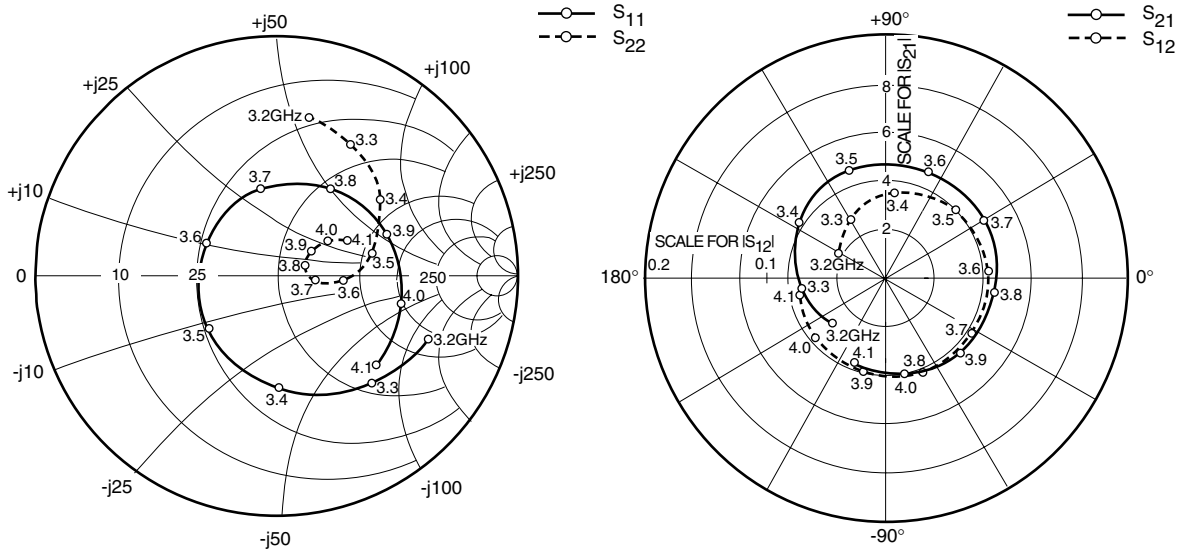 S11
S22
+j50
+j25
+j100
+j10
+j250
0
10
25
250
-j10
-j250
-j25
-j100
-j50
3.2GHz
3.3
3.4
3.5
3.6
3.7
3.8
3.9
4.0
4.1
3.6
3.7
3.8
3.9
4.0
4.1
3.5
3.4
3.3
3.2GHz
S21
S12
+90°
SCALE FOR |S21|
8
6
4
2
SCALE FOR |S12|
180°
0.2
0.1
0°
-90°
3.5
3.6
3.4
3.7
3.3
3.8
3.2GHz
3.9
4.0
4.1
3.4
3.3
3.5
3.2GHz
3.6
3.7
3.8
3.9
4.0
4.1